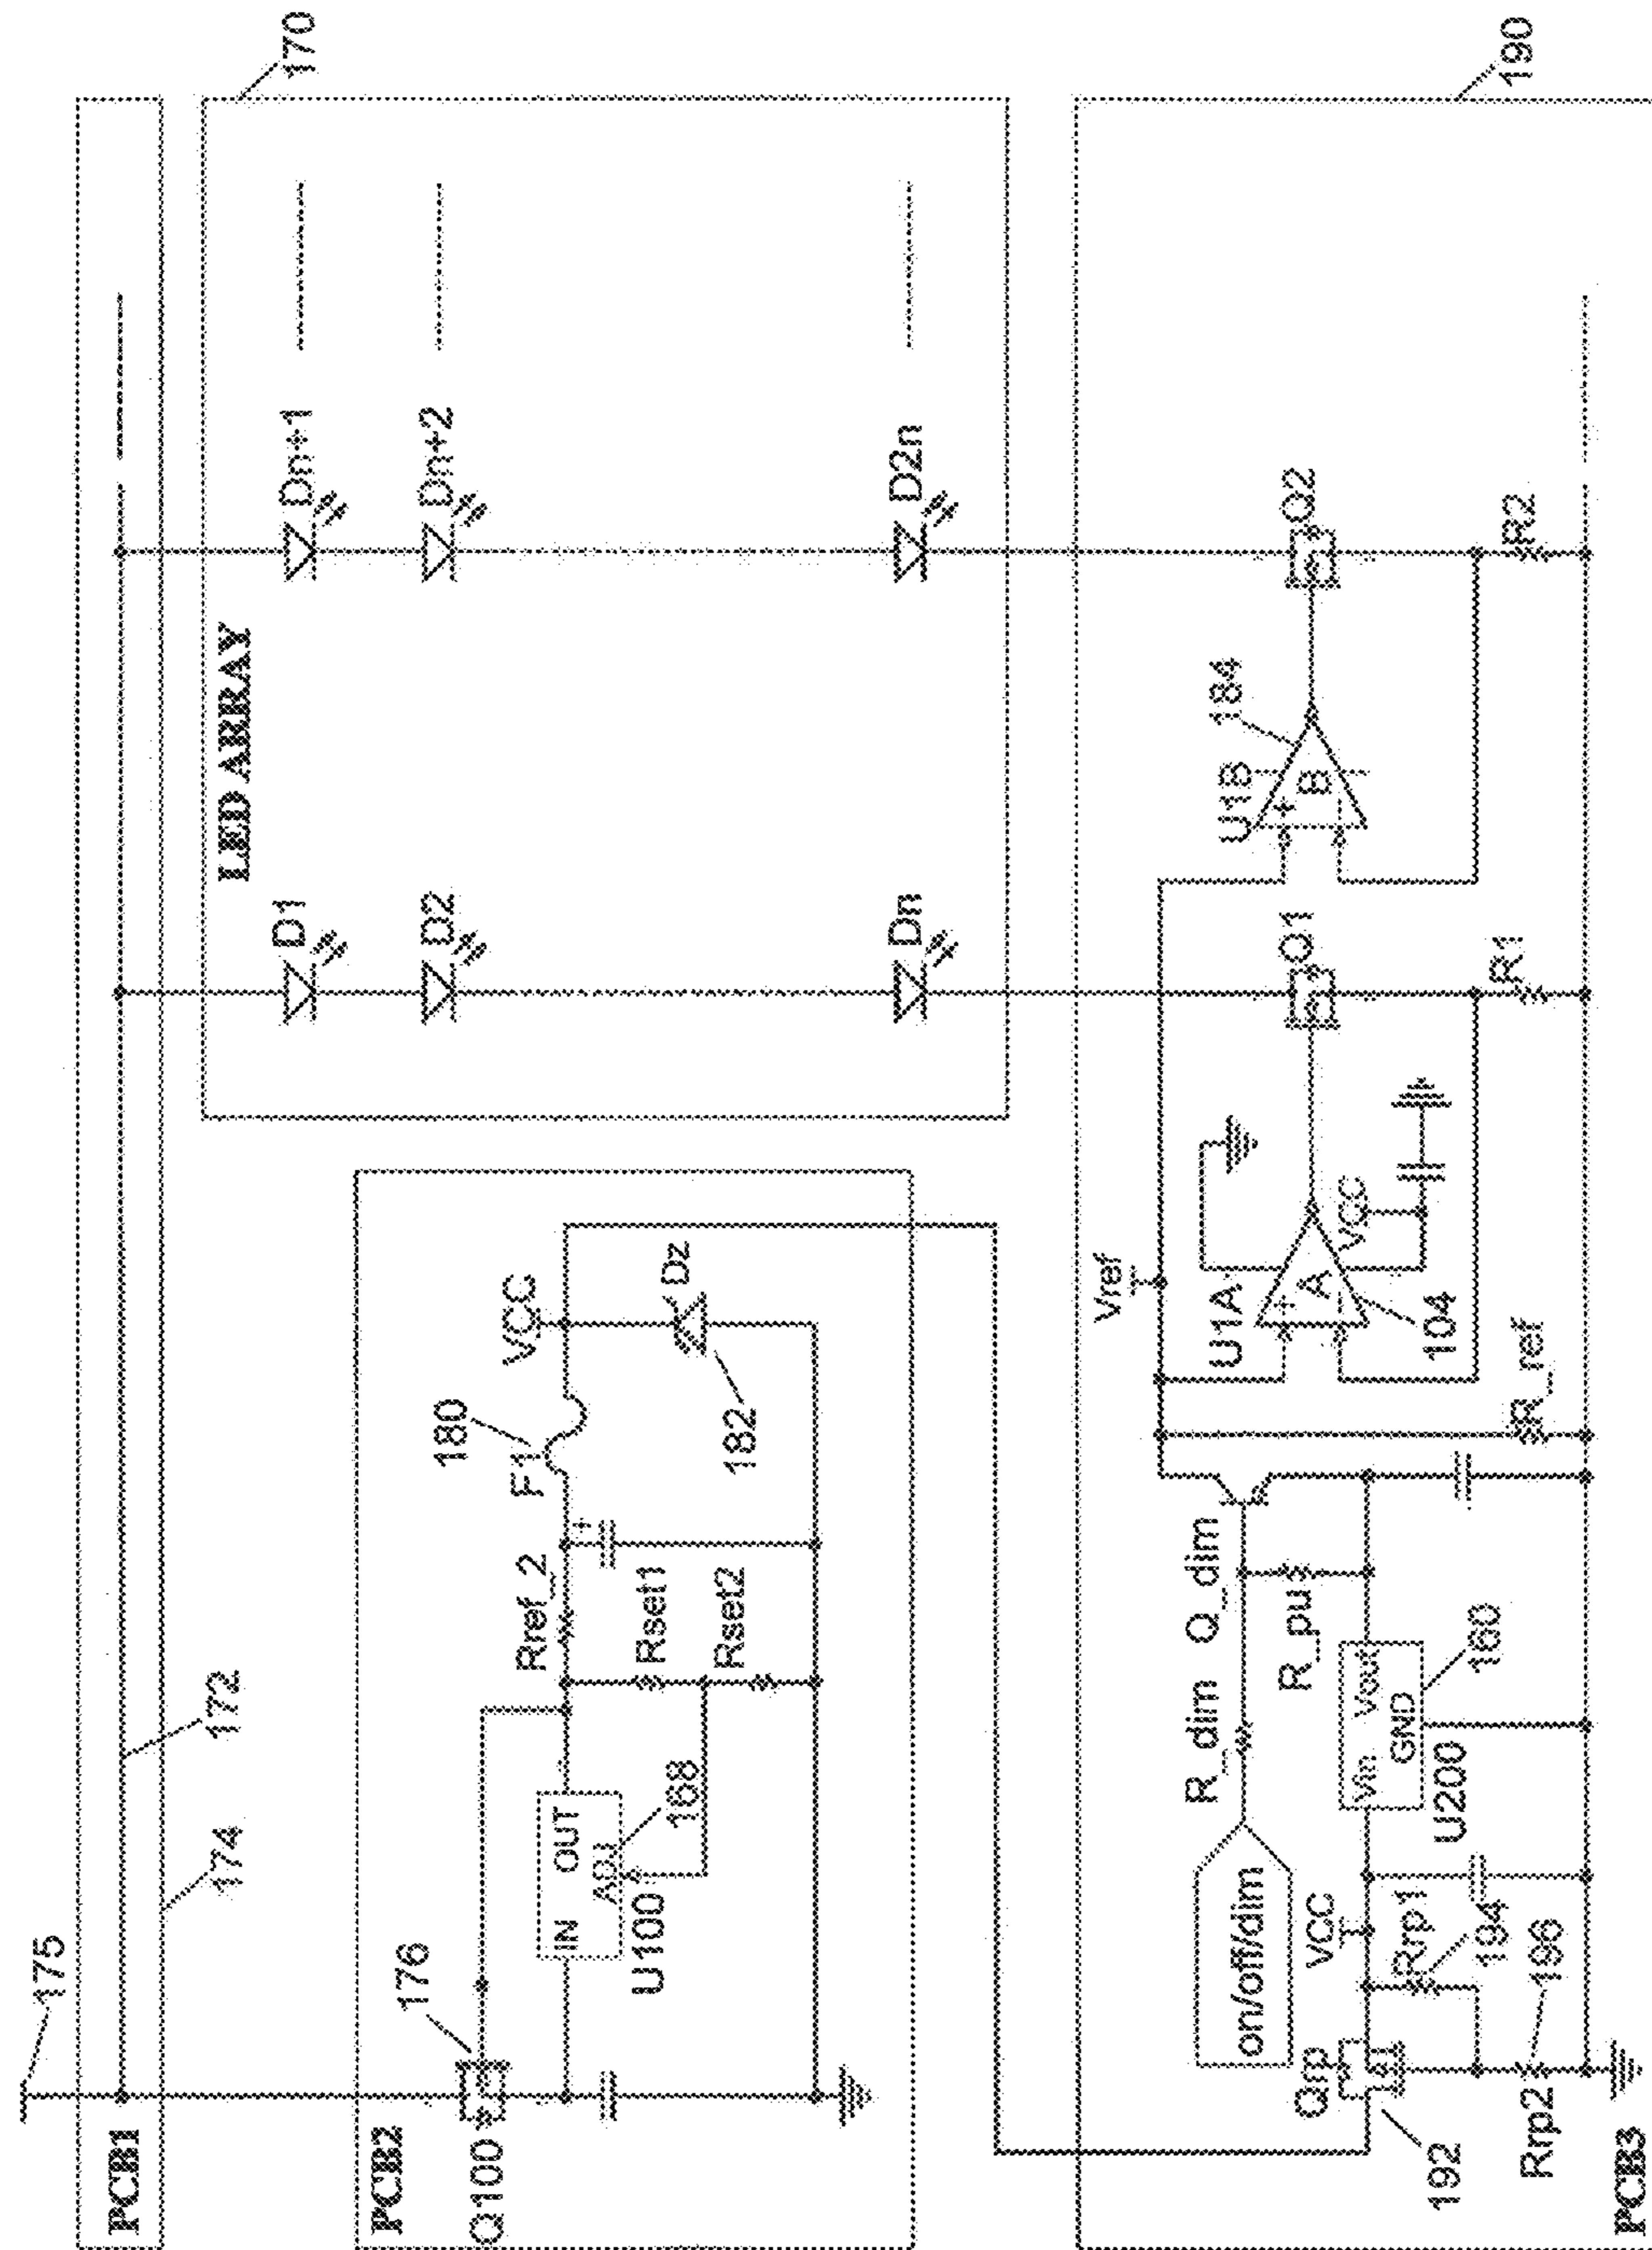 175
PCB1
174
172
170
PCB2
Q100
176
IN
OUT
ADJ
168
U100
Rref_2
Rset1
Rset2
F1
180
VCC
Dz
182
LED ARRAY
D1
D2
Dn
Dn+1
Dn+2
D2n
PCB3
190
192
Qrp
Rrp2
196
Rrp1
194
VCC
on/off/dim
R_dim
Q_dim
R_pu
Vin
Vout
GND
U200
160
Vref
R_ref
U1A
+
A
-
104
VCC
Q1
R1
U1B
+
B
-
184
Q2
R2